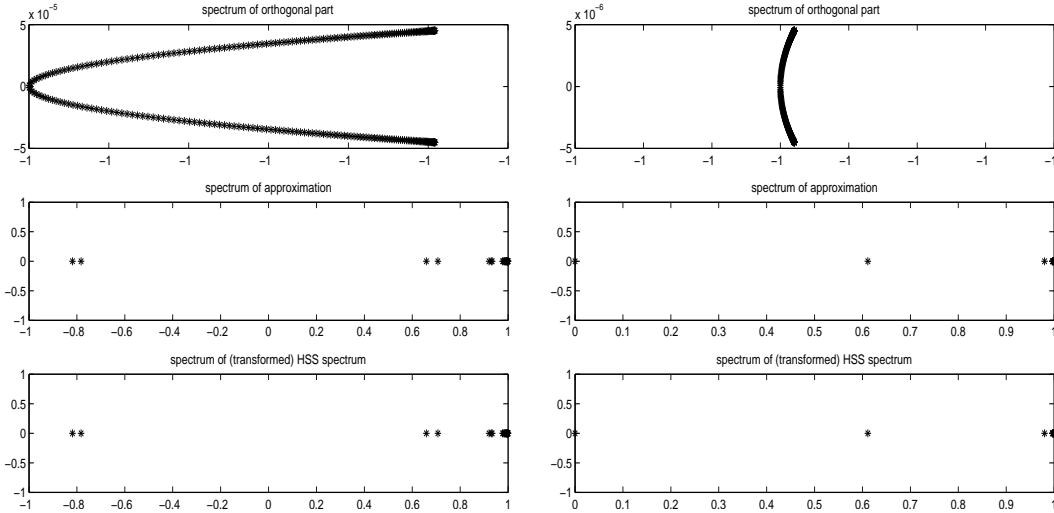 spectrum of orthogonal part
x 10⁻⁵
5
0
−5
−1 −1 −1 −1 −1 −1 −1
spectrum of approximation
1
0.5
0
−0.5
−1
−1 −0.8 −0.6 −0.4 −0.2 0 0.2 0.4 0.6 0.8 1
spectrum of (transformed) HSS spectrum
1
0.5
0
−0.5
−1
−1 −0.8 −0.6 −0.4 −0.2 0 0.2 0.4 0.6 0.8 1
spectrum of orthogonal part
x 10⁻⁶
5
0
−5
−1 −1 −1 −1 −1 −1 −1 −1
spectrum of approximation
1
0.5
0
−0.5
−1
0 0.1 0.2 0.3 0.4 0.5 0.6 0.7 0.8 0.9 1
spectrum of (transformed) HSS spectrum
1
0.5
0
−0.5
−1
0 0.1 0.2 0.3 0.4 0.5 0.6 0.7 0.8 0.9 1